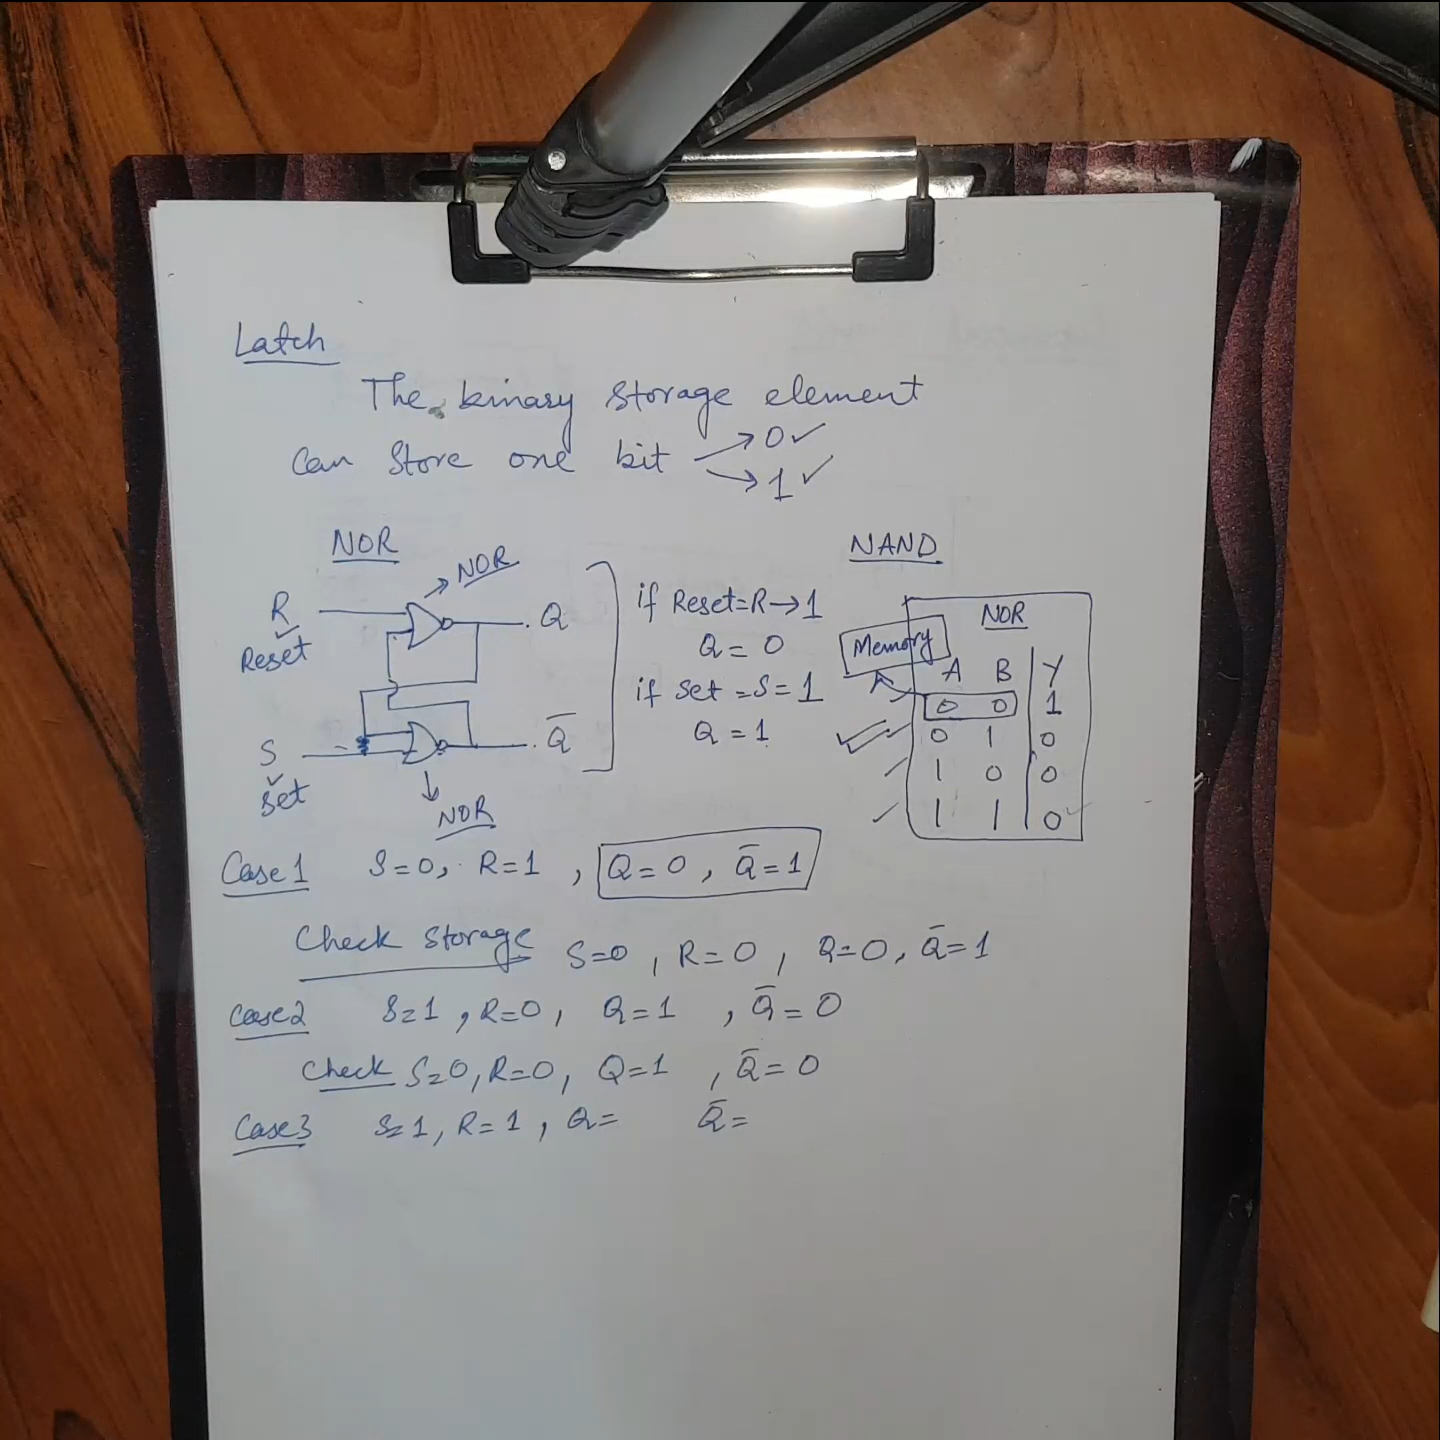 Latch
The binary storage element
can store one bit → 0 ✓
→ 1 ✓
NOR
NAND
→ NOR
R
Reset
Q
S
Set
Q̅
NOR
if Reset=R→1
Q = 0
if Set =S=1
Q = 1
Memory
NOR
A B Y
0 0 1
0 1 0
1 0 0
1 1 0
Case 1 S=0, R=1, Q=0, Q̅=1
Check Storage S=0, R=0, Q=0, Q̅=1
Case2 S=1, R=0, Q=1, Q̅=0
Check S=0, R=0, Q=1, Q̅=0
Case3 S=1, R=1, Q= Q̅=